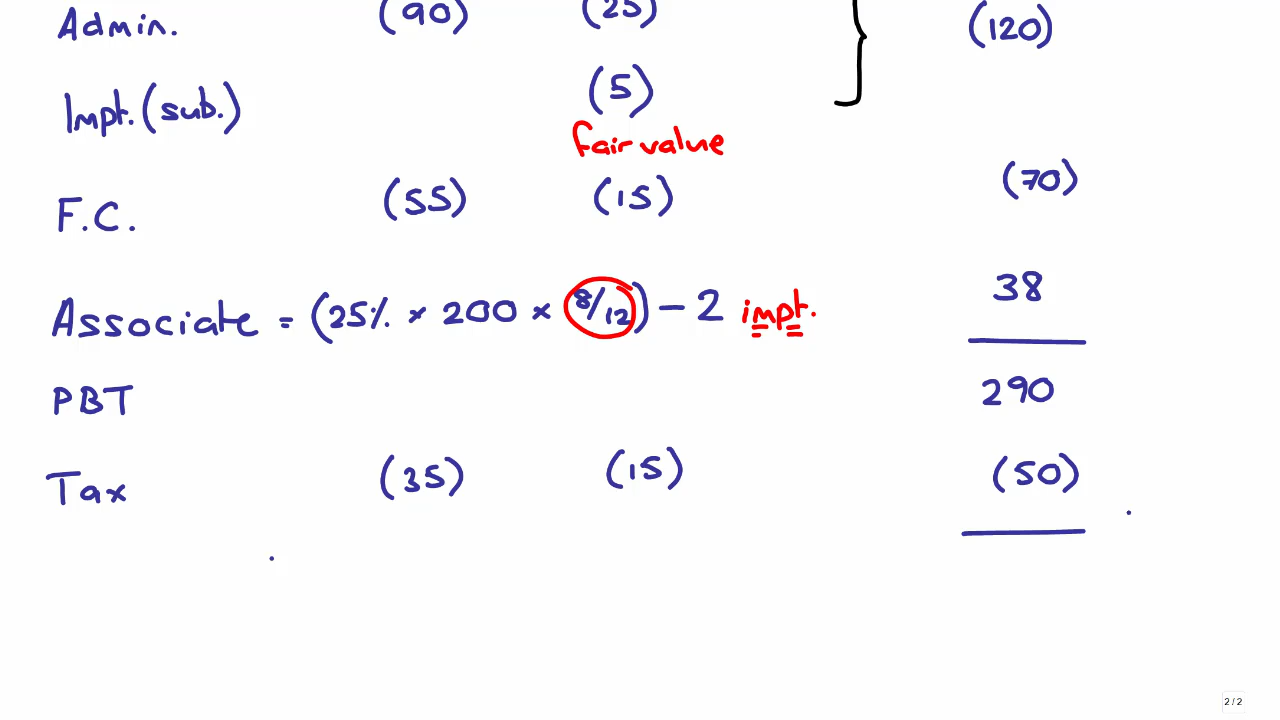 Admin. (90) (25) (120)
Impt. (sub.) (5)
fair value
F.C. (55) (15) (70)
Associate = (25% × 200 × 8/12) - 2 impt. 38
PBT 290
Tax (35) (15) (50)
2 / 2